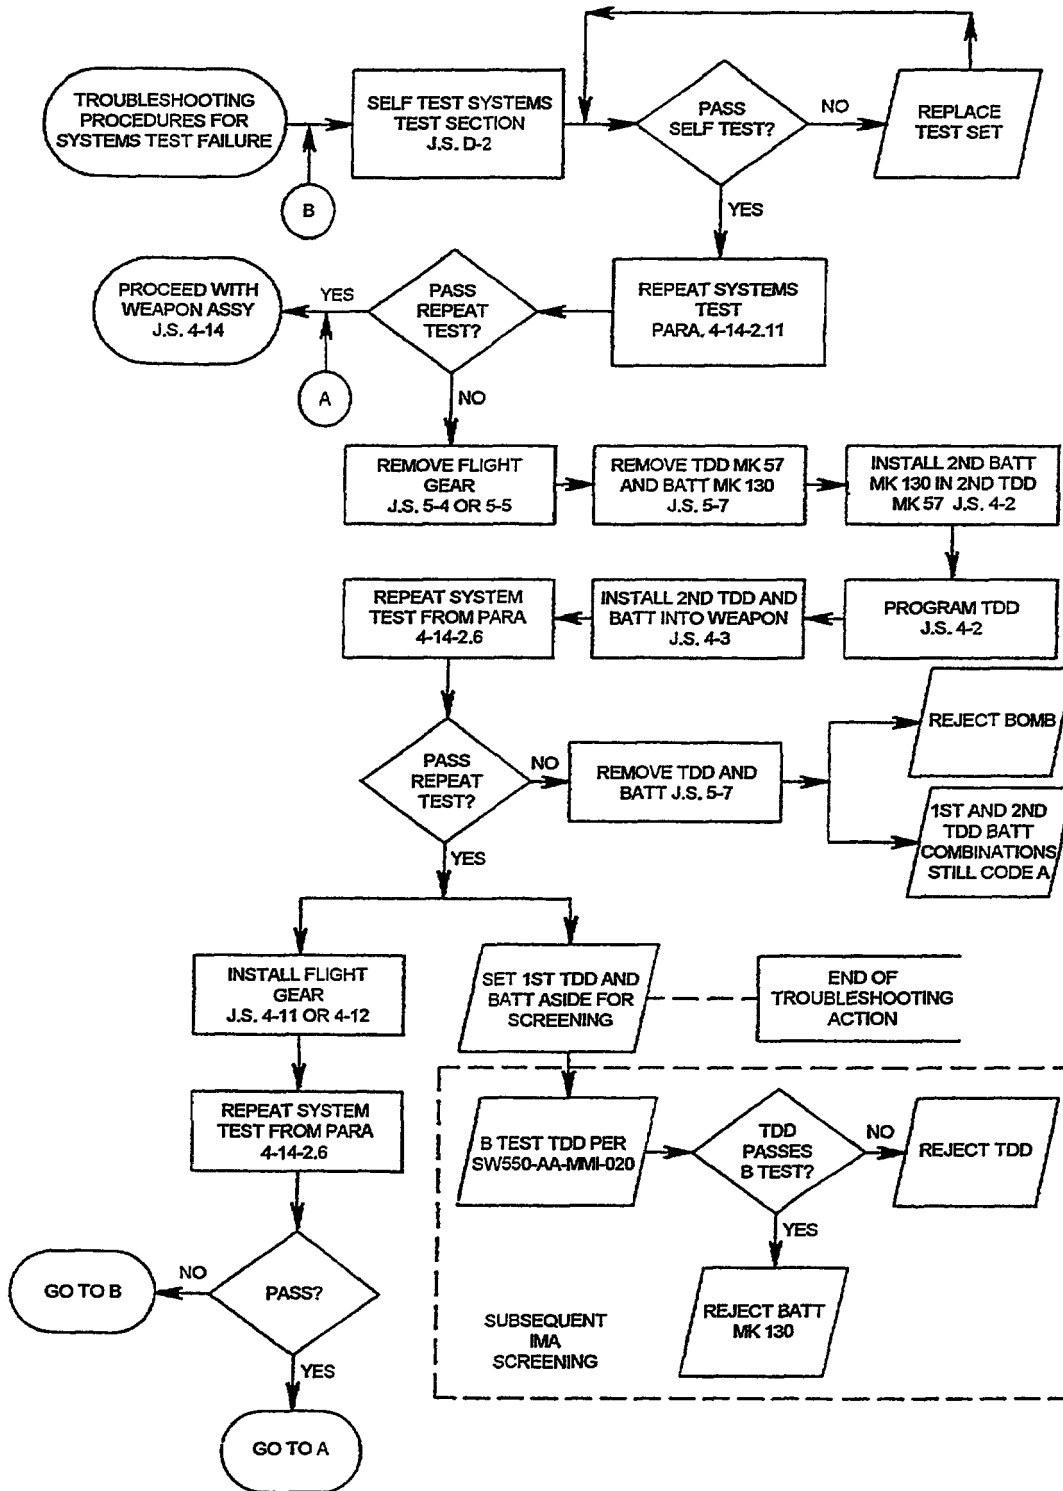 TROUBLESHOOTING
PROCEDURES FOR
SYSTEMS TEST FAILURE
B
SELF TEST SYSTEMS
TEST SECTION
J.S. D-2
PASS
SELF TEST?
NO
REPLACE
TEST SET
YES
REPEAT SYSTEMS
TEST
PARA. 4-14-2.11
PASS
REPEAT
TEST?
YES
PROCEED WITH
WEAPON ASSY
J.S. 4-14
A
NO
REMOVE FLIGHT
GEAR
J.S. 5-4 OR 5-5
REMOVE TDD MK 57
AND BATT MK 130
J.S. 5-7
INSTALL 2ND BATT
MK 130 IN 2ND TDD
MK 57 J.S. 4-2
PROGRAM TDD
J.S. 4-2
INSTALL 2ND TDD AND
BATT INTO WEAPON
J.S. 4-3
REPEAT SYSTEM
TEST FROM PARA
4-14-2.6
PASS
REPEAT
TEST?
NO
REMOVE TDD AND
BATT J.S. 5-7
REJECT BOMB
1ST AND 2ND
TDD BATT
COMBINATIONS
STILL CODE A
YES
INSTALL FLIGHT
GEAR
J.S. 4-11 OR 4-12
SET 1ST TDD AND
BATT ASIDE FOR
SCREENING
END OF
TROUBLESHOOTING
ACTION
REPEAT SYSTEM
TEST FROM PARA
4-14-2.6
B TEST TDD PER
SW550-AA-MMI-020
TDD
PASSES
B TEST?
NO
REJECT TDD
YES
REJECT BATT
MK 130
SUBSEQUENT
IMA
SCREENING
PASS?
NO
GO TO B
YES
GO TO A